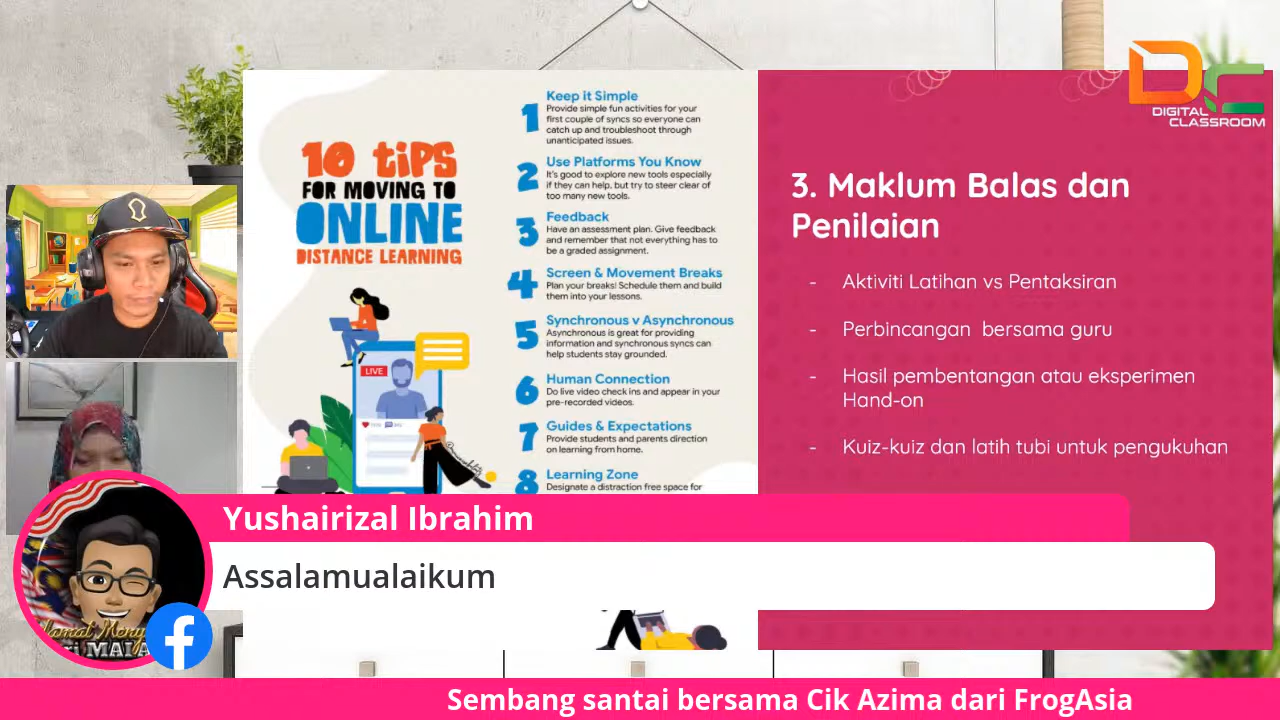 10 TiPS
FOR MOVING TO
ONLINE
DISTANCE LEARNING
LIVE
1 Keep it Simple
Provide simple fun activities for your
first couple of syncs so everyone can
catch up and troubleshoot through
unanticipated issues.
2 Use Platforms You Know
It's good to explore new tools especially
if they can help, but try to steer clear of
too many new tools.
3 Feedback
Have an assessment plan. Give feedback
and remember that not everything has to
be a graded assignment.
4 Screen & Movement Breaks
Plan your breaks! Schedule them and build
them into your lessons.
5 Synchronous v Asynchronous
Asynchronous is great for providing
information and synchronous syncs can
help students stay grounded.
6 Human Connection
Do live video check ins and appear in your
pre-recorded videos.
7 Guides & Expectations
Provide students and parents direction
on learning from home.
8 Learning Zone
Designate a distraction free space for
DC
DIGITAL
CLASSROOM
3. Maklum Balas dan
Penilaian
- Aktiviti Latihan vs Pentaksiran
- Perbincangan bersama guru
- Hasil pembentangan atau eksperimen
Hand-on
- Kuiz-kuiz dan latih tubi untuk pengukuhan
Yushairizal Ibrahim
Assalamualaikum
Sembang santai bersama Cik Azima dari FrogAsia